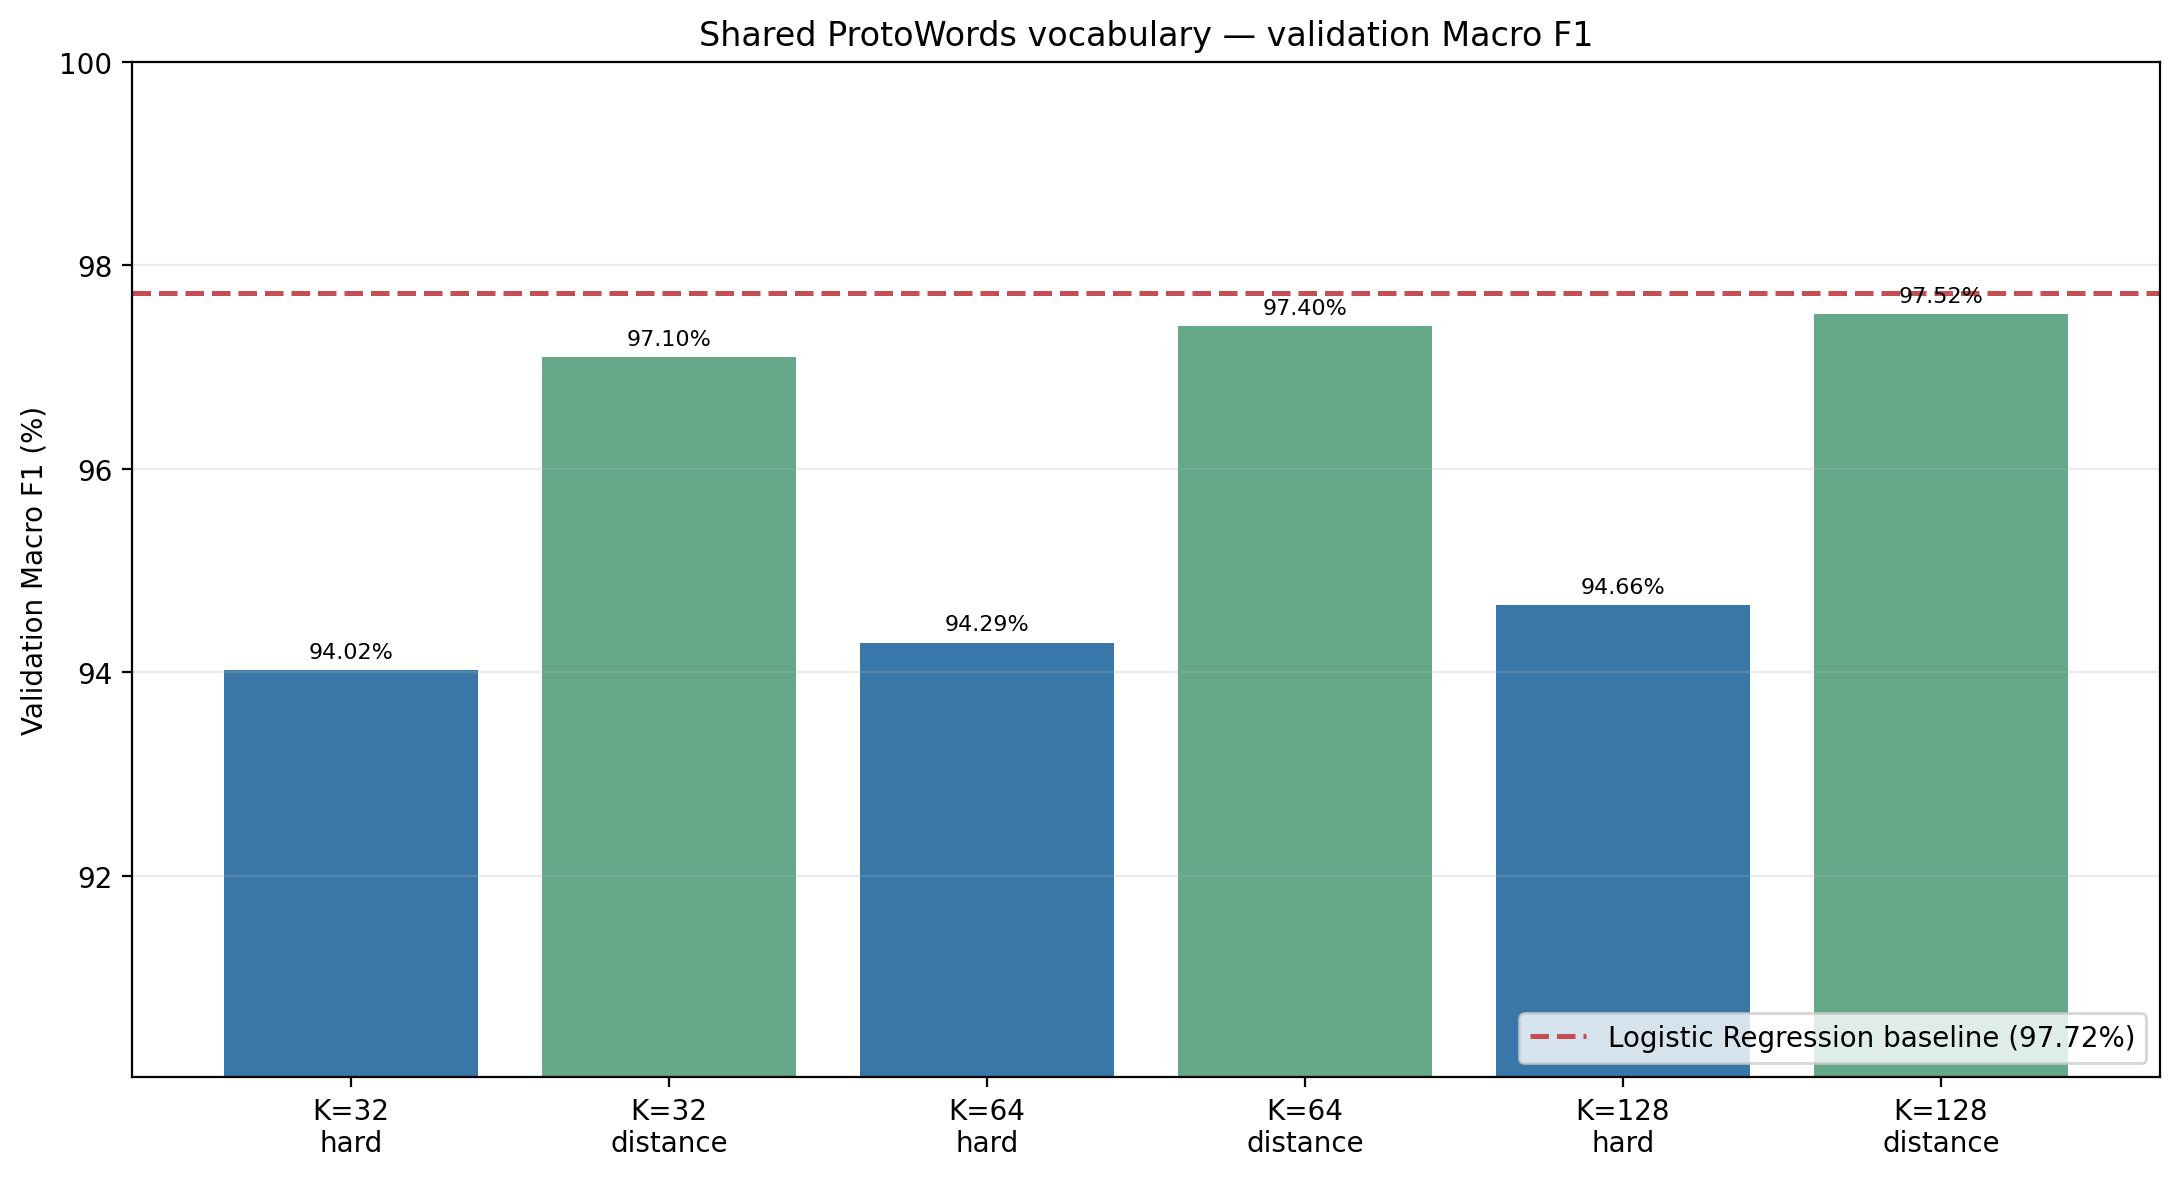 Shared ProtoWords vocabulary — validation Macro F1
Validation Macro F1 (%)
100
98
96
94
92
94.02%
97.10%
94.29%
97.40%
94.66%
97.52%
Logistic Regression baseline (97.72%)
K=32
hard
K=32
distance
K=64
hard
K=64
distance
K=128
hard
K=128
distance